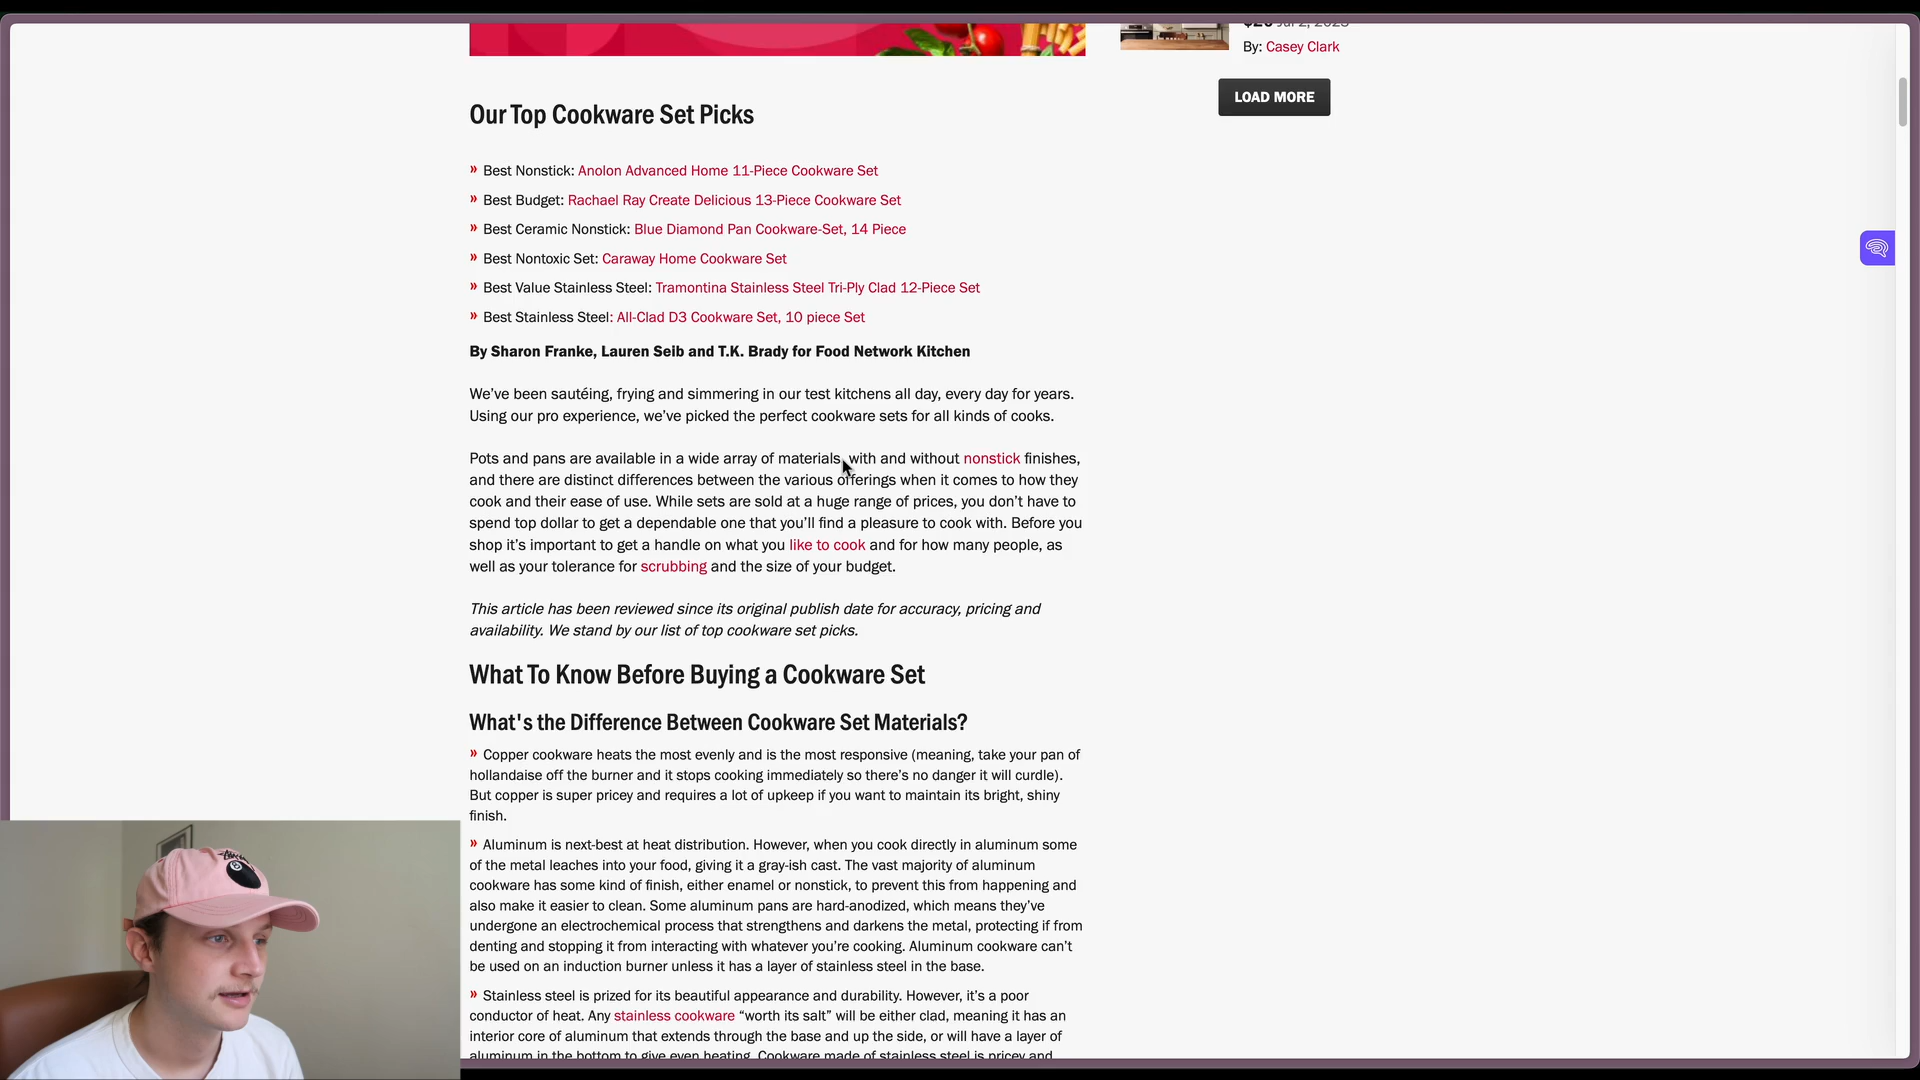 $20 Jul 2, 2023
By: Casey Clark
LOAD MORE
Our Top Cookware Set Picks
» Best Nonstick: Anolon Advanced Home 11-Piece Cookware Set
» Best Budget: Rachael Ray Create Delicious 13-Piece Cookware Set
» Best Ceramic Nonstick: Blue Diamond Pan Cookware-Set, 14 Piece
» Best Nontoxic Set: Caraway Home Cookware Set
» Best Value Stainless Steel: Tramontina Stainless Steel Tri-Ply Clad 12-Piece Set
» Best Stainless Steel: All-Clad D3 Cookware Set, 10 piece Set
By Sharon Franke, Lauren Seib and T.K. Brady for Food Network Kitchen
We’ve been sautéing, frying and simmering in our test kitchens all day, every day for years.
Using our pro experience, we’ve picked the perfect cookware sets for all kinds of cooks.
Pots and pans are available in a wide array of materials, with and without nonstick finishes,
and there are distinct differences between the various offerings when it comes to how they
cook and their ease of use. While sets are sold at a huge range of prices, you don’t have to
spend top dollar to get a dependable one that you’ll find a pleasure to cook with. Before you
shop it’s important to get a handle on what you like to cook and for how many people, as
well as your tolerance for scrubbing and the size of your budget.
This article has been reviewed since its original publish date for accuracy, pricing and
availability. We stand by our list of top cookware set picks.
What To Know Before Buying a Cookware Set
What's the Difference Between Cookware Set Materials?
» Copper cookware heats the most evenly and is the most responsive (meaning, take your pan of
hollandaise off the burner and it stops cooking immediately so there’s no danger it will curdle).
But copper is super pricey and requires a lot of upkeep if you want to maintain its bright, shiny
finish.
» Aluminum is next-best at heat distribution. However, when you cook directly in aluminum some
of the metal leaches into your food, giving it a gray-ish cast. The vast majority of aluminum
cookware has some kind of finish, either enamel or nonstick, to prevent this from happening and
also make it easier to clean. Some aluminum pans are hard-anodized, which means they’ve
undergone an electrochemical process that strengthens and darkens the metal, protecting if from
denting and stopping it from interacting with whatever you’re cooking. Aluminum cookware can’t
be used on an induction burner unless it has a layer of stainless steel in the base.
» Stainless steel is prized for its beautiful appearance and durability. However, it’s a poor
conductor of heat. Any stainless cookware “worth its salt” will be either clad, meaning it has an
interior core of aluminum that extends through the base and up the side, or will have a layer of
aluminum in the bottom to give even heating. Cookware made of stainless steel is pricey and